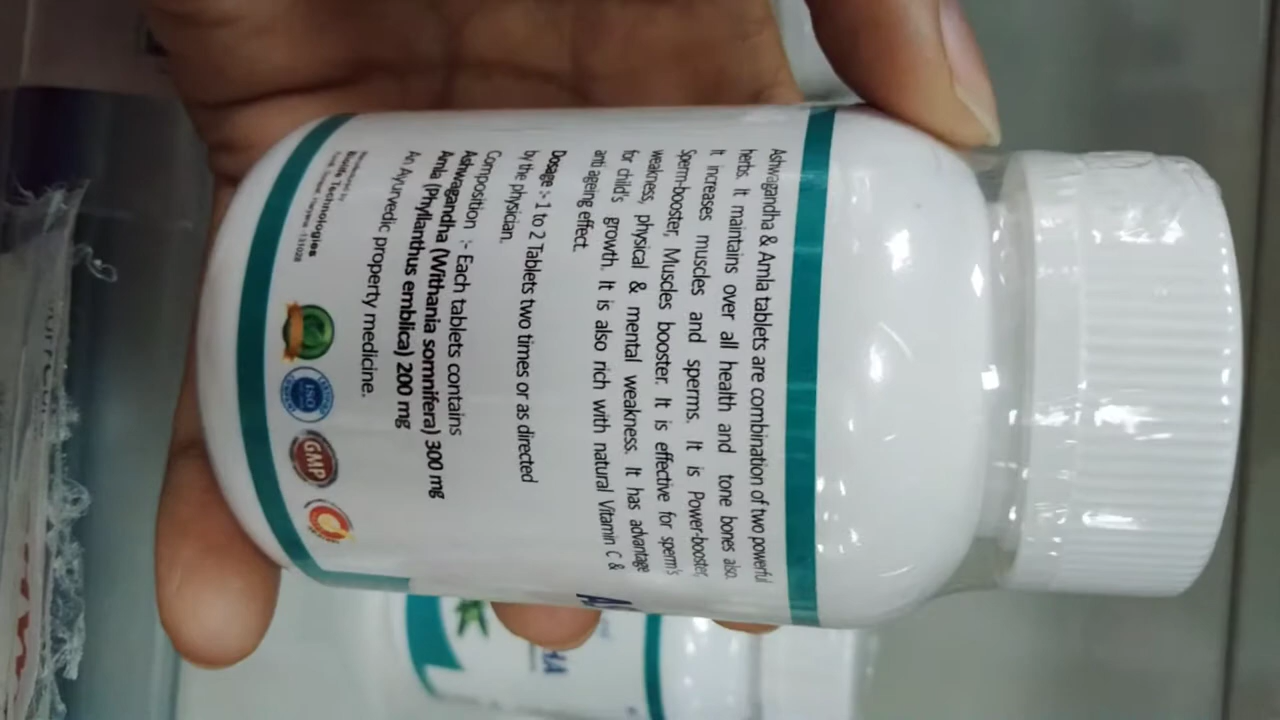 Ashwagandha & Amla tablets are combination of two powerful
herbs. It maintains over all health and tone bones also.
It increases muscles and sperms. It is Power-booster,
Sperm-booster, Muscles booster. It is effective for sperm's
weakness, physical & mental weakness. It has advantage
for child's growth. It is also rich with natural Vitamin C &
anti ageing effect.
Dosage :- 1 to 2 Tablets two times or as directed
by the physician.
Composition :- Each tablets contains
Ashwagandha (Withania somnifera) 300 mg
Amla (Phyllanthus emblica) 200 mg
An Ayurvedic property medicine.
Technologies
ISO
GMP